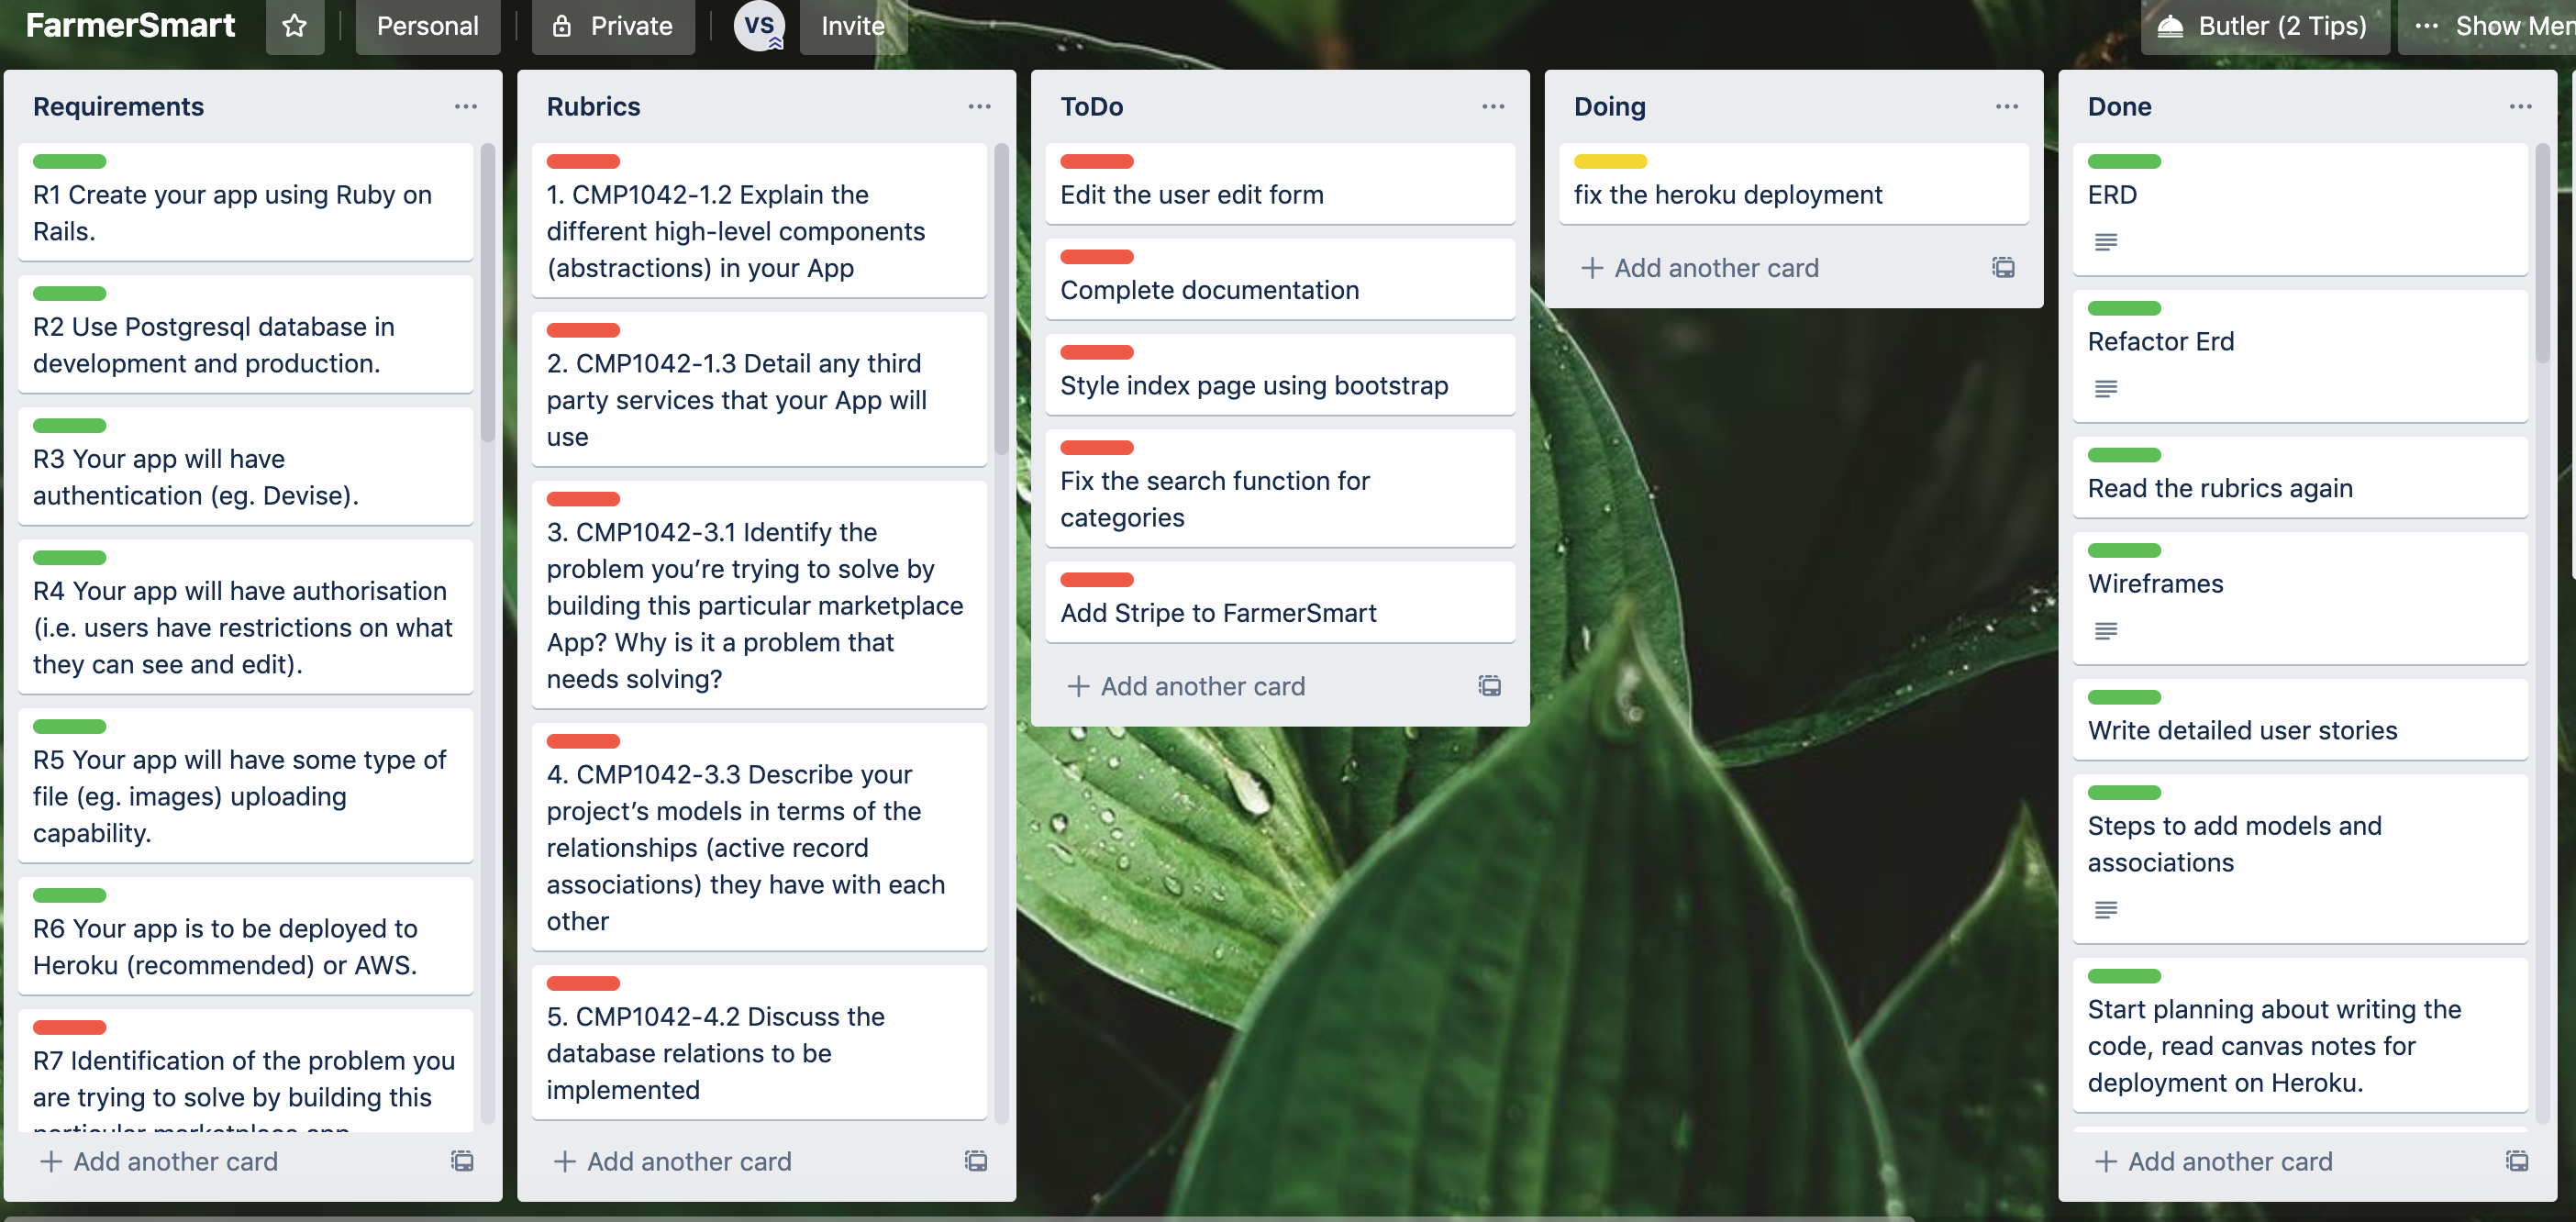 FarmerSmart
Personal
Private
VS
Invite
Butler (2 Tips)
Show Men
Requirements
R1 Create your app using Ruby on
Rails.
R2 Use Postgresql database in
development and production.
R3 Your app will have
authentication (eg. Devise).
R4 Your app will have authorisation
(i.e. users have restrictions on what
they can see and edit).
R5 Your app will have some type of
file (eg. images) uploading
capability.
R6 Your app is to be deployed to
Heroku (recommended) or AWS.
R7 Identification of the problem you
are trying to solve by building this
particular marketplace app
+ Add another card
Rubrics
1. CMP1042-1.2 Explain the
different high-level components
(abstractions) in your App
2. CMP1042-1.3 Detail any third
party services that your App will
use
3. CMP1042-3.1 Identify the
problem you’re trying to solve by
building this particular marketplace
App? Why is it a problem that
needs solving?
4. CMP1042-3.3 Describe your
project’s models in terms of the
relationships (active record
associations) they have with each
other
5. CMP1042-4.2 Discuss the
database relations to be
implemented
+ Add another card
ToDo
Edit the user edit form
Complete documentation
Style index page using bootstrap
Fix the search function for
categories
Add Stripe to FarmerSmart
+ Add another card
Doing
fix the heroku deployment
+ Add another card
Done
ERD
Refactor Erd
Read the rubrics again
Wireframes
Write detailed user stories
Steps to add models and
associations
Start planning about writing the
code, read canvas notes for
deployment on Heroku.
+ Add another card